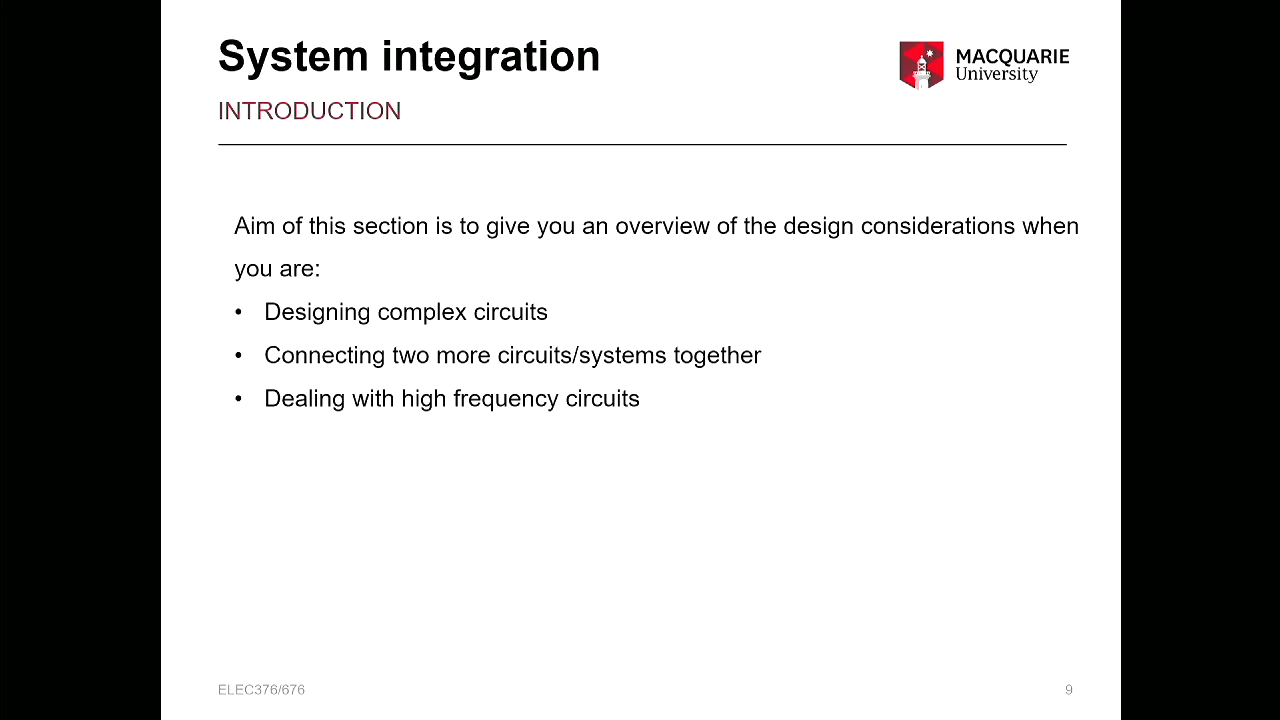 System integration
MACQUARIE
University
INTRODUCTION
Aim of this section is to give you an overview of the design considerations when
you are:
• Designing complex circuits
• Connecting two more circuits/systems together
• Dealing with high frequency circuits
ELEC376/676
9